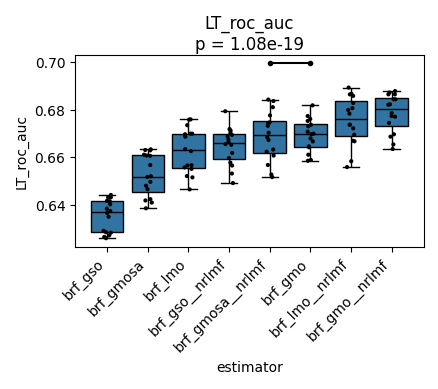 LT_roc_auc
p = 1.08e-19
LT_roc_auc
0.70
0.68
0.66
0.64
brf_gso
brf_gmosa
brf_lmo
brf_gso__nrlmf
brf_gmosa__nrlmf
brf_gmo
brf_lmo__nrlmf
brf_gmo__nrlmf
estimator